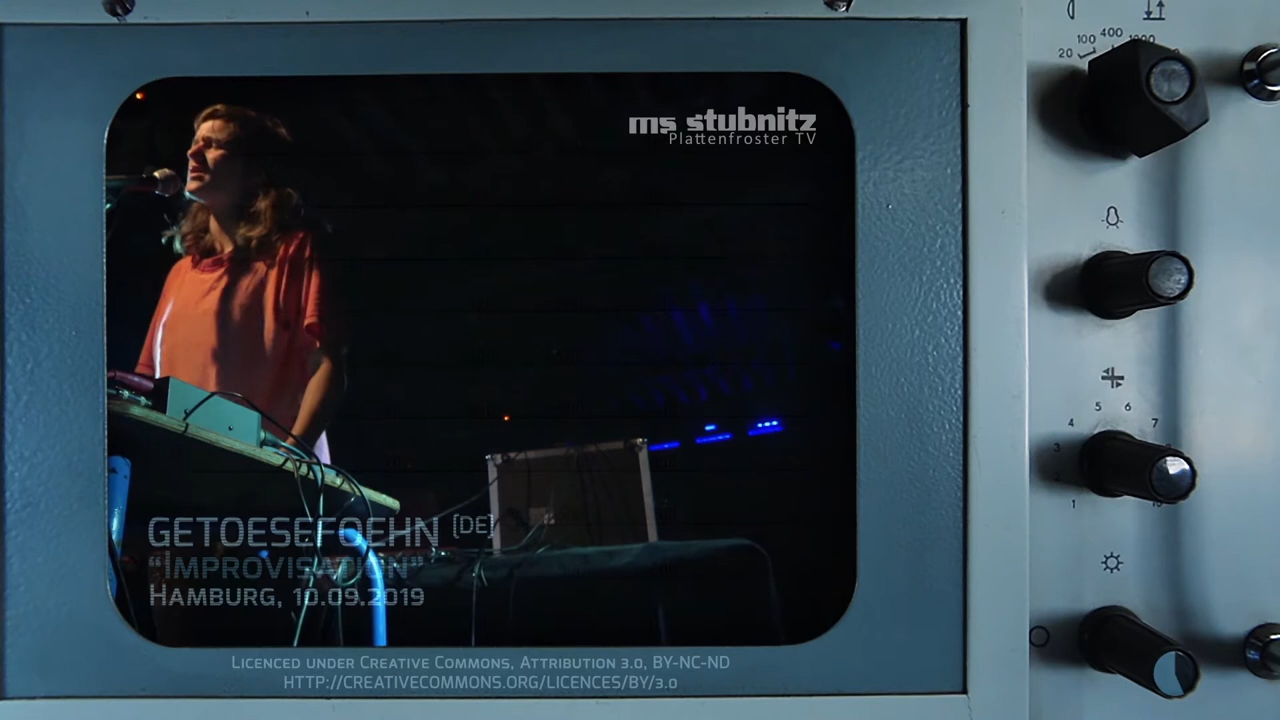 ms stubnitz
Plattenfroster TV
20 100 400 1000
GETOESEFOEHN [DE]
"IMPROVISATION"
HAMBURG, 10.09.2019
5 6
4 7
3
1 10
LICENCED UNDER CREATIVE COMMONS, ATTRIBUTION 3.0, BY-NC-ND
HTTP://CREATIVECOMMONS.ORG/LICENCES/BY/3.0